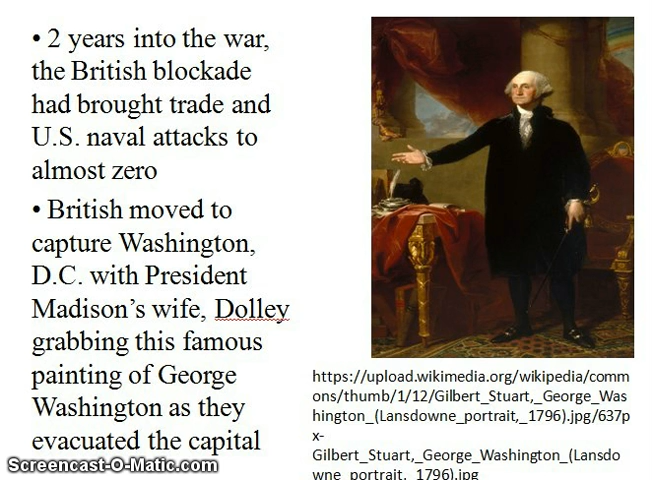 • 2 years into the war,
the British blockade
had brought trade and
U.S. naval attacks to
almost zero
• British moved to
capture Washington,
D.C. with President
Madison’s wife, Dolley
grabbing this famous
painting of George
Washington as they
evacuated the capital
https://upload.wikimedia.org/wikipedia/comm
ons/thumb/1/12/Gilbert_Stuart,_George_Was
hington_(Lansdowne_portrait,_1796).jpg/637p
x-
Gilbert_Stuart,_George_Washington_(Lansdo
wne_portrait,_1796).jpg
Screencast-O-Matic.com